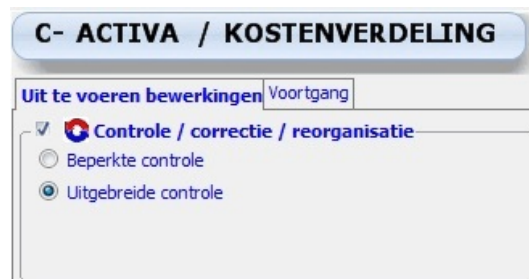 C- ACTIVA / KOSTENVERDELING
Uit te voeren bewerkingen Voortgang
Controle / correctie / reorganisatie
Beperkte controle
Uitgebreide controle